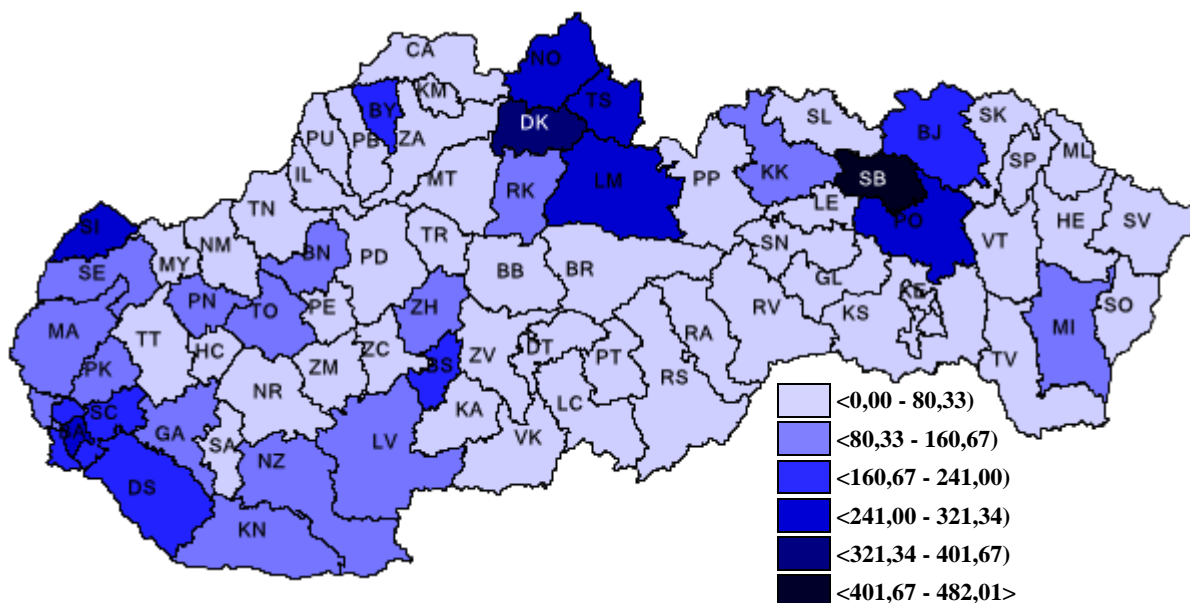 NO
CA
KM
TS
BY
DK
SL
BJ
SK
PU
PB
ZA
SP
ML
IL
MT
RK
LM
PP
KK
SB
LE
PO
TN
HE
SV
SI
NM
BN
TR
SN
VT
MY
PD
BB
BR
SE
GL
PN
TO
PE
ZH
RV
KS
SO
MA
TT
HC
RA
MI
PK
ZM
ZC
BS
ZV
DT
PT
TV
NR
RS
SC
KA
LC
GA
SA
LV
VK
NZ
DS
KN
<0,00 - 80,33)
<80,33 - 160,67)
<160,67 - 241,00)
<241,00 - 321,34)
<321,34 - 401,67)
<401,67 - 482,01>